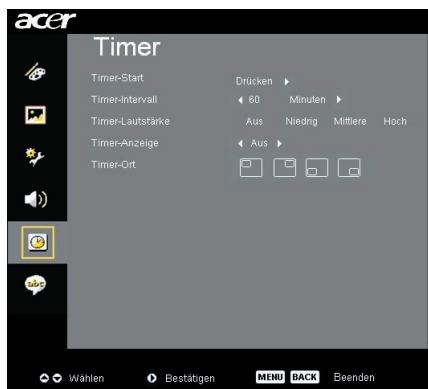 acer
Timer
Timer-Start Drücken
Timer-Intervall 60 Minuten
Timer-Lautstärke Aus Niedrig Mittlere Hoch
Timer-Anzeige Aus
Timer-Ort
abc
Wählen Bestätigen MENU BACK Beenden